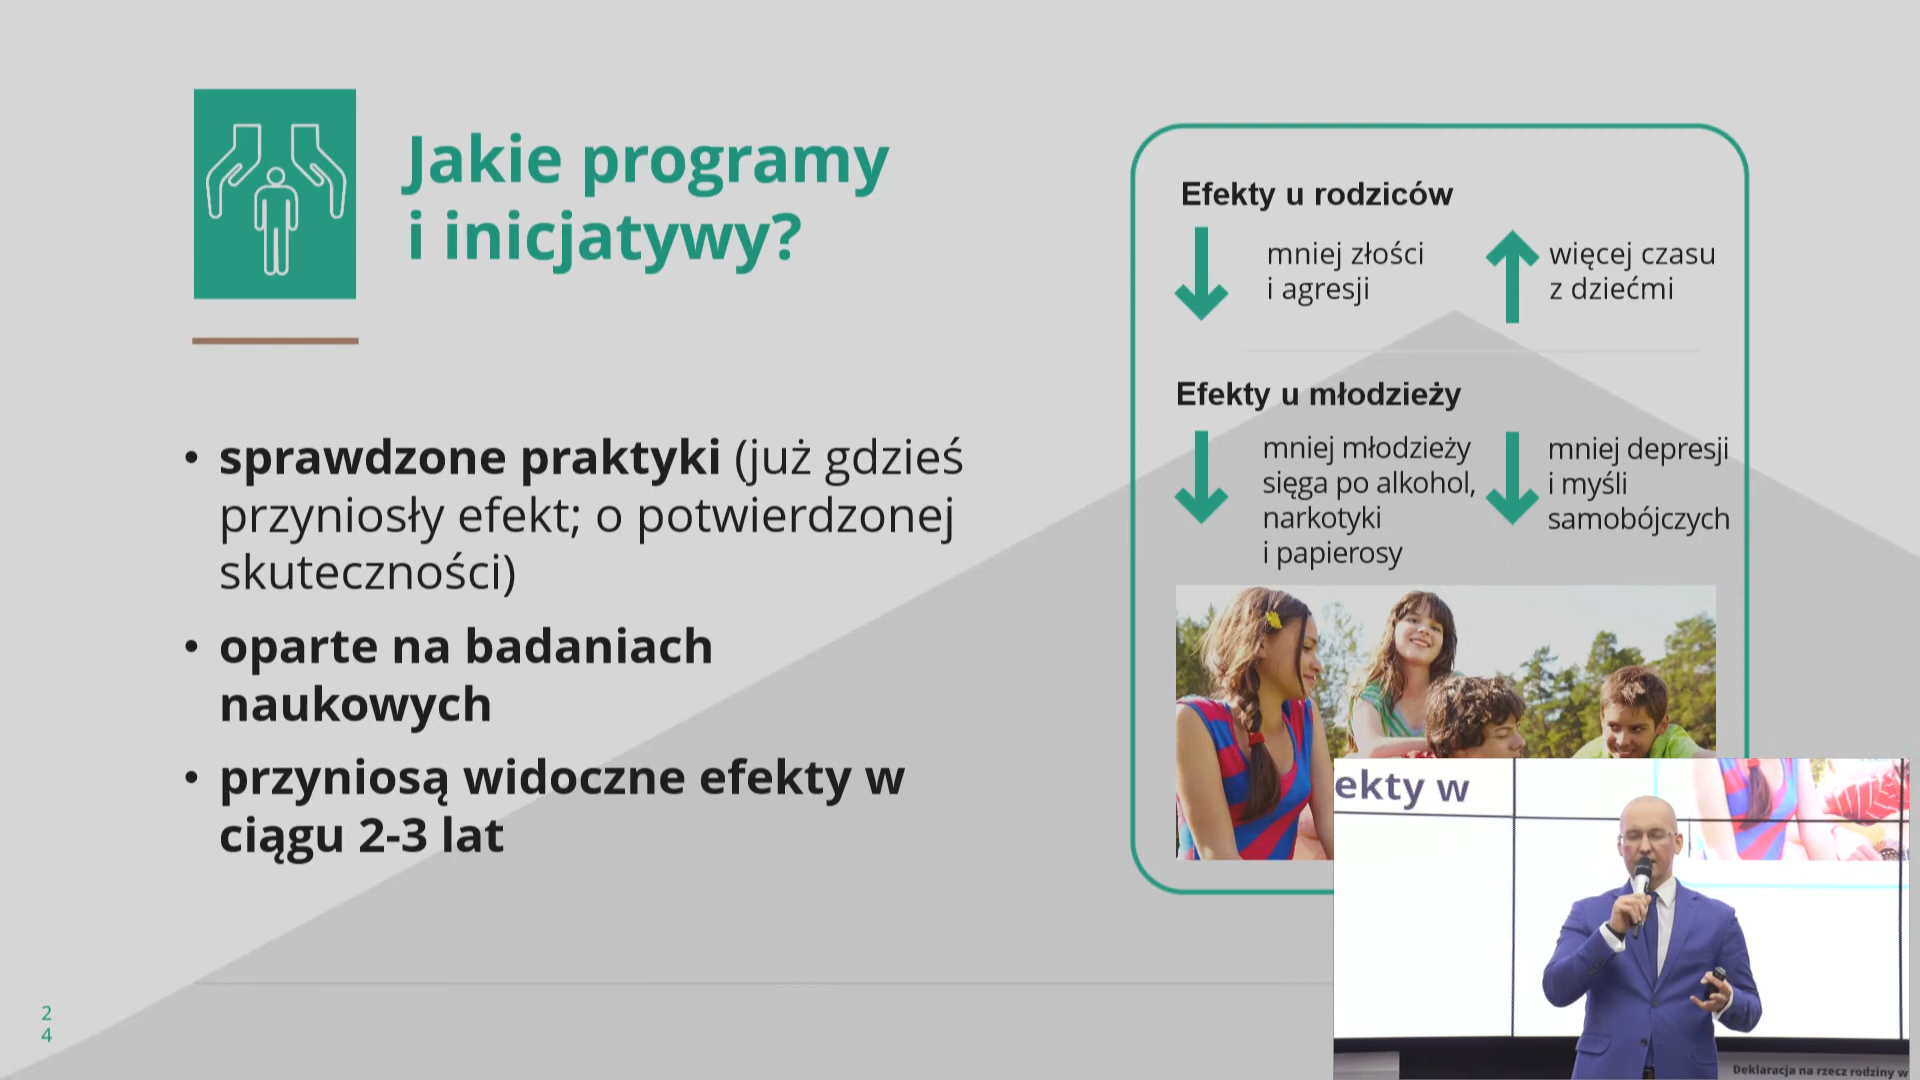 Jakie programy
i inicjatywy?
• sprawdzone praktyki (już gdzieś
przyniosły efekt; o potwierdzonej
skuteczności)
• oparte na badaniach
naukowych
• przyniosą widoczne efekty w
ciągu 2-3 lat
Efekty u rodziców
mniej złości
i agresji
więcej czasu
z dziećmi
Efekty u młodzieży
mniej młodzieży
sięga po alkohol,
narkotyki
i papierosy
mniej depresji
i myśli
samobójczych
ekty w
Deklaracja na rzecz rodziny w
2
4